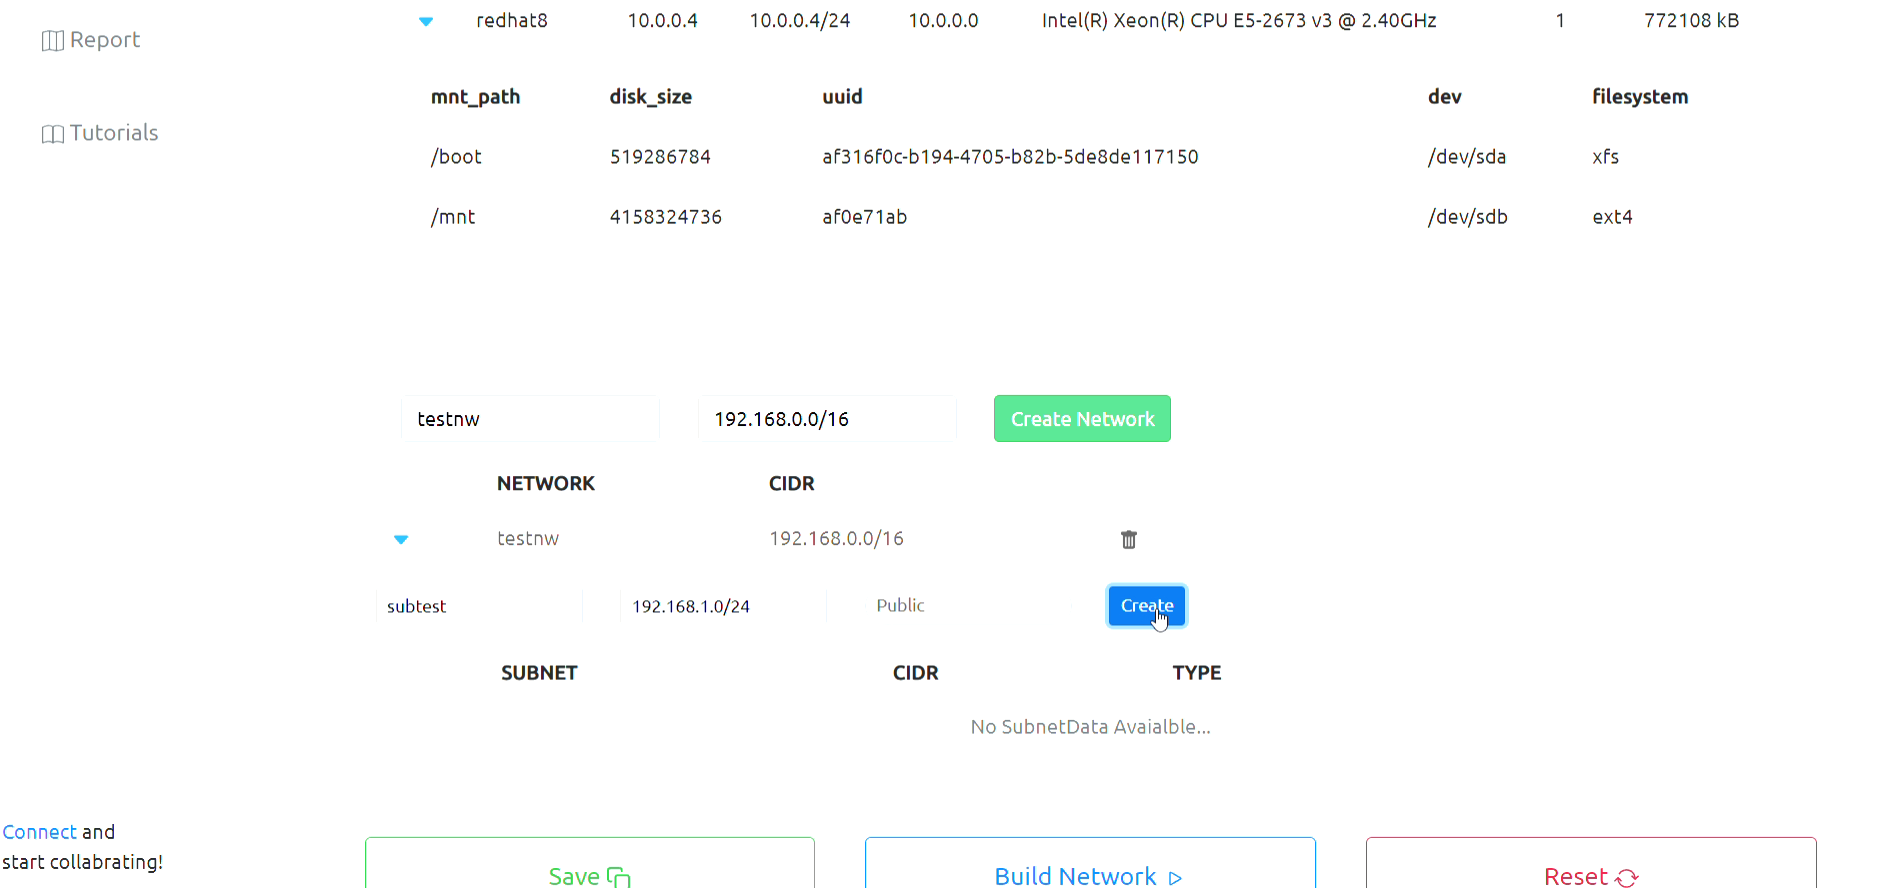 redhat8 10.0.0.4 10.0.0.4/24 10.0.0.0 Intel(R) Xeon(R) CPU E5-2673 v3 @ 2.40GHz 1 772108 kB
Report
mnt_path disk_size uuid dev filesystem
Tutorials
/boot 519286784 af316f0c-b194-4705-b82b-5de8de117150 /dev/sda xfs
/mnt 4158324736 af0e71ab /dev/sdb ext4
testnw 192.168.0.0/16 Create Network
NETWORK CIDR
testnw 192.168.0.0/16
subtest 192.168.1.0/24 Public Create
SUBNET CIDR TYPE
No SubnetData Avaialble...
Connect and
start collabrating!
Save Build Network Reset